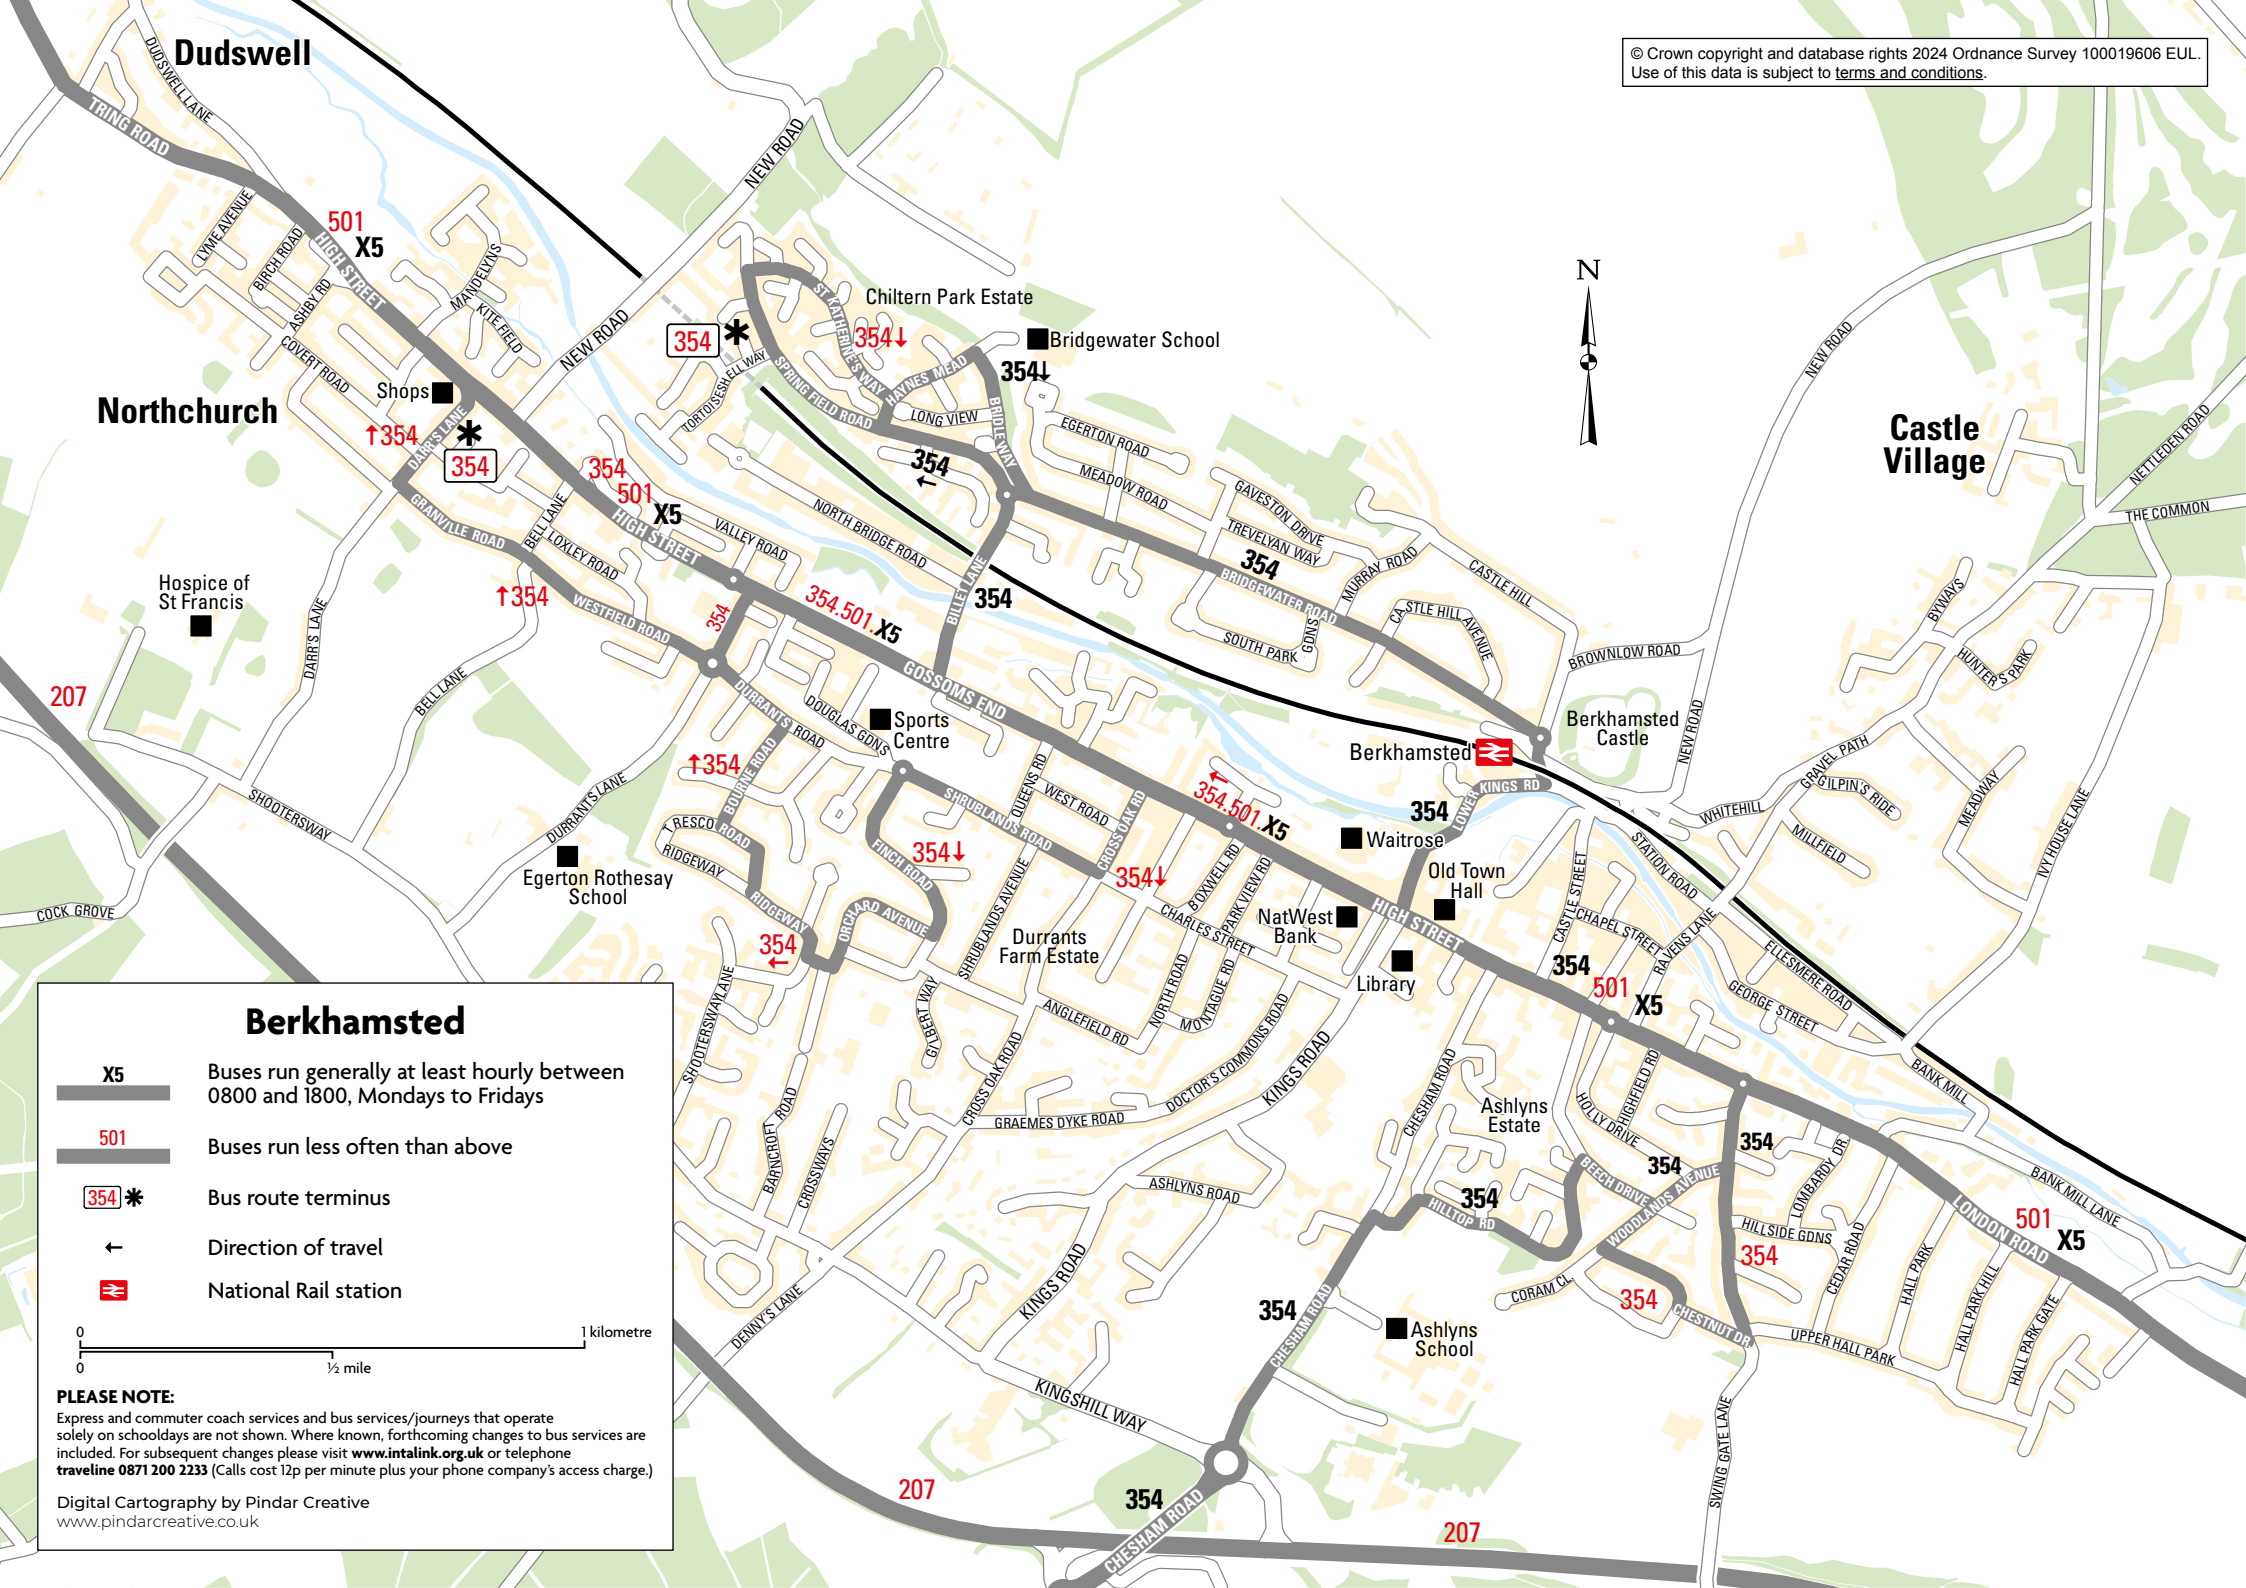 Dudswell
© Crown copyright and database rights 2024 Ordnance Survey 100019606 EUL.
Use of this data is subject to terms and conditions.
DUDSWELL LANE
TRING ROAD
NEW ROAD
LYME AVENUE
BIRCH ROAD
ASHBY RD
501
X5
HIGH STREET
MANDELYNS
KITE FIELD
COVERT ROAD
NEW ROAD
N
Chiltern Park Estate
ST KATHERINE'S WAY
354↓
354 *
Bridgewater School
354↓
SPRING FIELD ROAD
TORTOISESHELL WAY
HAYNES MEAD
LONG VIEW
BRIDLE WAY
NEW ROAD
Shops
Northchurch
↑354
DARR'S LANE
*
354
354
501
X5
HIGH STREET
354
←
EGERTON ROAD
MEADOW ROAD
GAVESTON DRIVE
TREVELYAN WAY
Castle
Village
NETTLEDEN ROAD
THE COMMON
GRANVILLE ROAD
BELL LANE
LOXLEY ROAD
VALLEY ROAD
NORTH BRIDGE ROAD
354
BRIDGEWATER ROAD
MURRAY ROAD
CASTLE HILL
CASTLE HILL AVENUE
Hospice of
St Francis
DARR'S LANE
↑354
WESTFIELD ROAD
354
354.501.X5
BILLET LANE
354
SOUTH PARK GDNS
BROWNLOW ROAD
BYWAYS
HUNTER'S PARK
207
BELL LANE
GOSSOMS END
DURRANTS ROAD
DOUGLAS GDNS
Sports
Centre
Berkhamsted
Castle
NEW ROAD
Berkhamsted
GRAVEL PATH
GILPIN'S RIDE
WHITEHILL
MEADWAY
IVY HOUSE LANE
MILLFIELD
↑354
BOURNE ROAD
SHOOTERSWAY
DURRANTS LANE
TRESCO ROAD
RIDGEWAY
SHRUBLANDS ROAD
QUEENS RD
WEST ROAD
CROSS OAK RD
←
354.501.X5
354
LOWER KINGS RD
Waitrose
Old Town
Hall
STATION ROAD
FINCH ROAD
354↓
354↓
BOXWELL RD
PARK VIEW RD
Egerton Rothesay
School
COCK GROVE
RIDGEWAY
ORCHARD AVENUE
354
←
SHRUBLANDS AVENUE
Durrants
Farm Estate
CHARLES STREET
NatWest
Bank
HIGH STREET
Library
CASTLE STREET
CHAPEL STREET
RAVENS LANE
354
501
X5
ELLESMERE ROAD
GEORGE STREET
SHOOTERSWAY LANE
GILBERT WAY
ANGLEFIELD RD
NORTH ROAD
MONTAGUE RD
DOCTOR'S COMMONS ROAD
KINGS ROAD
CROSS OAK ROAD
GRAEMES DYKE ROAD
CHESHAM ROAD
Ashlyns
Estate
HIGHFIELD RD
HOLLY DRIVE
BANK MILL
BANK MILL LANE
BARNCROFT ROAD
CROSSWAYS
ASHLYNS ROAD
354
HILLTOP RD
BEECH DRIVE
354
WOODLANDS AVENUE
354
LOMBARDY DR.
HILLSIDE GDNS
354
CEDAR ROAD
HALL PARK
HALL PARK HILL
HALL PARK GATE
LONDON ROAD
501
X5
KINGS ROAD
CORAM CL.
354
CHESTNUT DR
UPPER HALL PARK
354
CHESHAM ROAD
Ashlyns
School
DENNY'S LANE
KINGSHILL WAY
SWING GATE LANE
207
354
CHESHAM ROAD
207
Berkhamsted
X5
Buses run generally at least hourly between
0800 and 1800, Mondays to Fridays
501
Buses run less often than above
354 * Bus route terminus
← Direction of travel
National Rail station
0 1 kilometre
0 ½ mile
PLEASE NOTE:
Express and commuter coach services and bus services/journeys that operate
solely on schooldays are not shown. Where known, forthcoming changes to bus services are
included. For subsequent changes please visit www.intalink.org.uk or telephone
traveline 0871 200 2233 (Calls cost 12p per minute plus your phone company's access charge.)
Digital Cartography by Pindar Creative
www.pindarcreative.co.uk